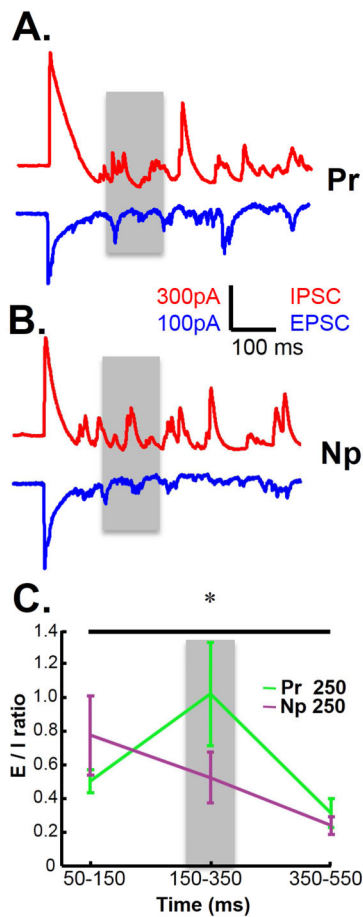 A.
Pr
300pA IPSC
100pA EPSC
100 ms
B.
Np
C.
*
1.4
1.2
1.0
0.8
0.6
0.4
0.2
0
E / I ratio
Pr 250
Np 250
50-150 150-350 350-550
Time (ms)